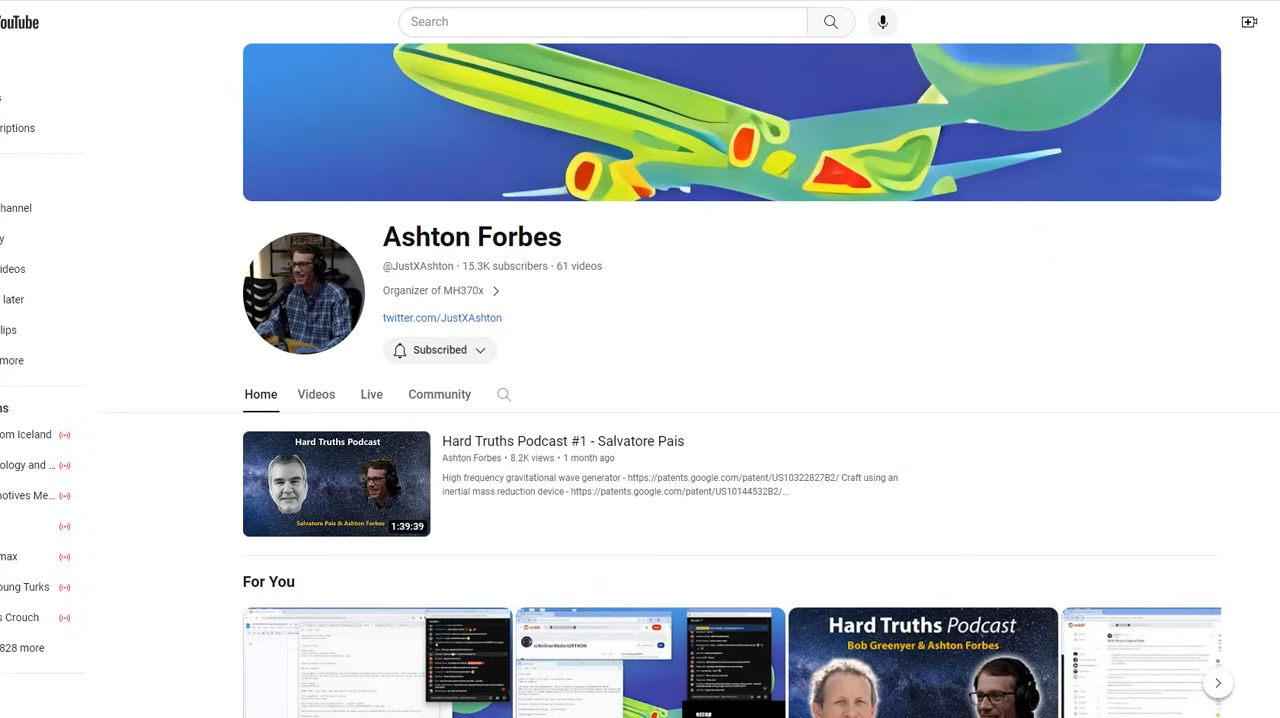 YouTube
Search
riptions
hannel
y
ideos
later
lips
more
Ashton Forbes
@JustXAshton · 15.3K subscribers · 61 videos
Organizer of MH370x
twitter.com/JustXAshton
Subscribed
Home Videos Live Community
ns
om Iceland
ology and ...
notives Me...
max
oung Turks
s Crouch
828 more
Hard Truths Podcast
Salvatore Pais & Ashton Forbes
1:39:39
Hard Truths Podcast #1 - Salvatore Pais
Ashton Forbes · 8.2K views · 1 month ago
High frequency gravitational wave generator - https://patents.google.com/patent/US10322827B2/ Craft using an
inertial mass reduction device - https://patents.google.com/patent/US10144532B2/...
For You
Hard Truths Podcast
Bob Greenyer & Ashton Forbes